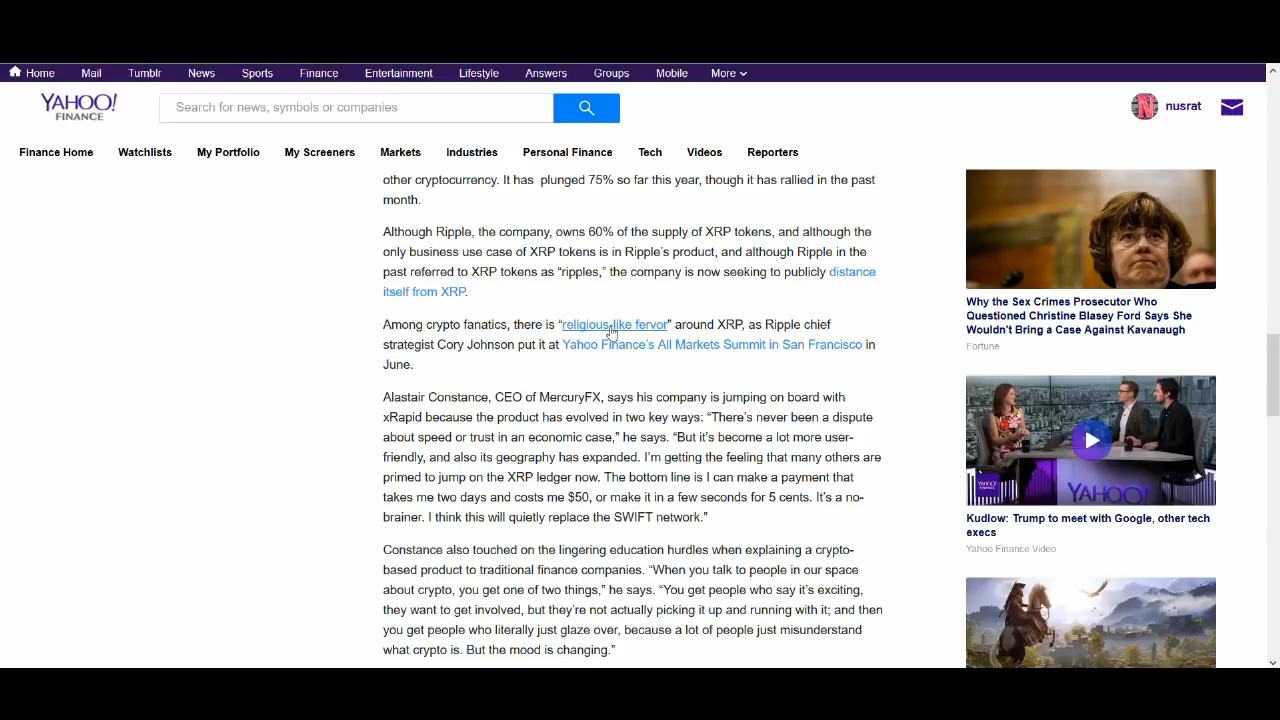 Home Mail Tumblr News Sports Finance Entertainment Lifestyle Answers Groups Mobile More
YAHOO!
FINANCE
Search for news, symbols or companies
N
nusrat
Finance Home Watchlists My Portfolio My Screeners Markets Industries Personal Finance Tech Videos Reporters
other cryptocurrency. It has plunged 75% so far this year, though it has rallied in the past
month.
Although Ripple, the company, owns 60% of the supply of XRP tokens, and although the
only business use case of XRP tokens is in Ripple’s product, and although Ripple in the
past referred to XRP tokens as “ripples,” the company is now seeking to publicly distance
itself from XRP.
Among crypto fanatics, there is “religious-like fervor” around XRP, as Ripple chief
strategist Cory Johnson put it at Yahoo Finance’s All Markets Summit in San Francisco in
June.
Alastair Constance, CEO of MercuryFX, says his company is jumping on board with
xRapid because the product has evolved in two key ways: “There’s never been a dispute
about speed or trust in an economic case,” he says. “But it’s become a lot more user-
friendly, and also its geography has expanded. I’m getting the feeling that many others are
primed to jump on the XRP ledger now. The bottom line is I can make a payment that
takes me two days and costs me $50, or make it in a few seconds for 5 cents. It’s a no-
brainer. I think this will quietly replace the SWIFT network.”
Constance also touched on the lingering education hurdles when explaining a crypto-
based product to traditional finance companies. “When you talk to people in our space
about crypto, you get one of two things,” he says. “You get people who say it’s exciting,
they want to get involved, but they’re not actually picking it up and running with it; and then
you get people who literally just glaze over, because a lot of people just misunderstand
what crypto is. But the mood is changing.”
Why the Sex Crimes Prosecutor Who
Questioned Christine Blasey Ford Says She
Wouldn't Bring a Case Against Kavanaugh
Fortune
YAHOO!
YAHOO!
Kudlow: Trump to meet with Google, other tech
execs
Yahoo Finance Video